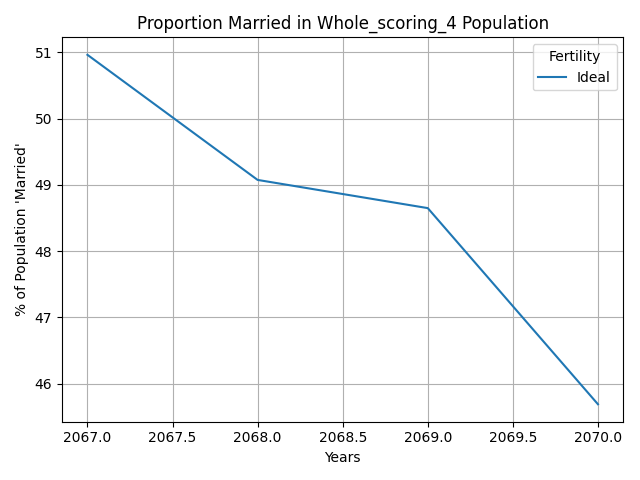 Proportion Married in Whole_scoring_4 Population
Fertility
Ideal
% of Population 'Married'
51
50
49
48
47
46
2067.0 2067.5 2068.0 2068.5 2069.0 2069.5 2070.0
Years